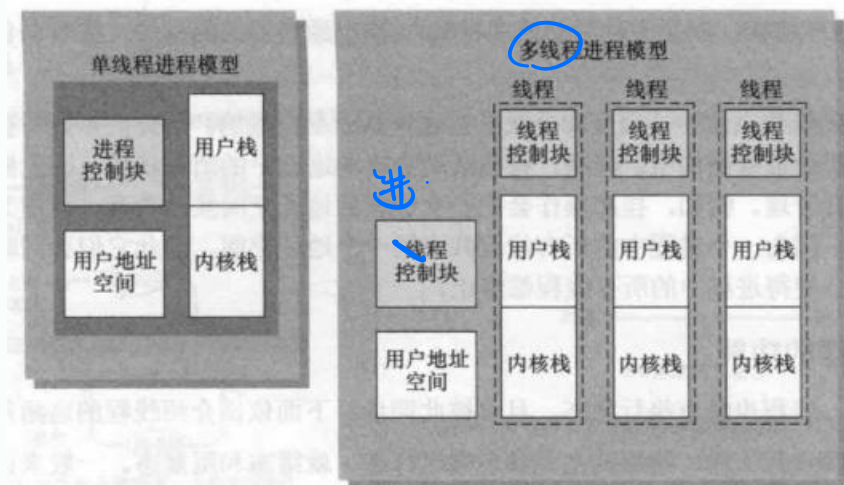 单线程进程模型
进程
控制块
用户栈
用户地址
空间
内核栈
多线程进程模型
线程
线程
线程
线程
控制块
线程
控制块
线程
控制块
进
线程
控制块
用户栈
用户栈
用户栈
用户地址
空间
内核栈
内核栈
内核栈